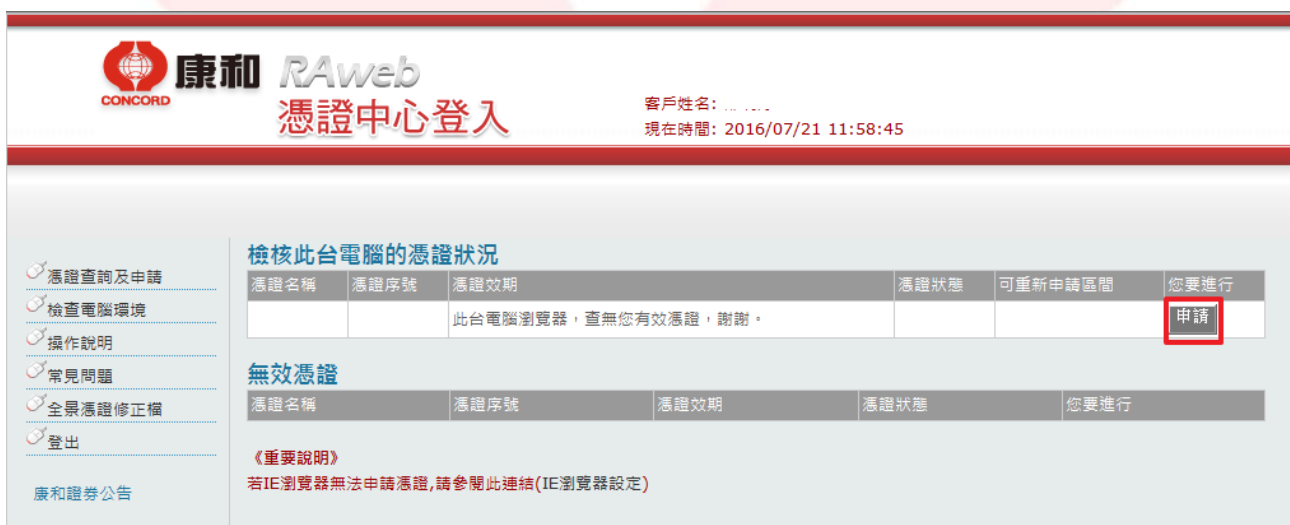 康和 RAweb
CONCORD
憑證中心登入
客戶姓名:
現在時間: 2016/07/21 11:58:45
憑證查詢及申請
檢查電腦環境
操作說明
常見問題
全景憑證修正檔
登出
康和證券公告
檢核此台電腦的憑證狀況
憑證名稱 憑證序號 憑證效期 憑證狀態 可重新申請區間 您要進行
此台電腦瀏覽器，查無您有效憑證，謝謝。 申請
無效憑證
憑證名稱 憑證序號 憑證效期 憑證狀態 您要進行
《重要說明》
若IE瀏覽器無法申請憑證,請參閱此連結(IE瀏覽器設定)